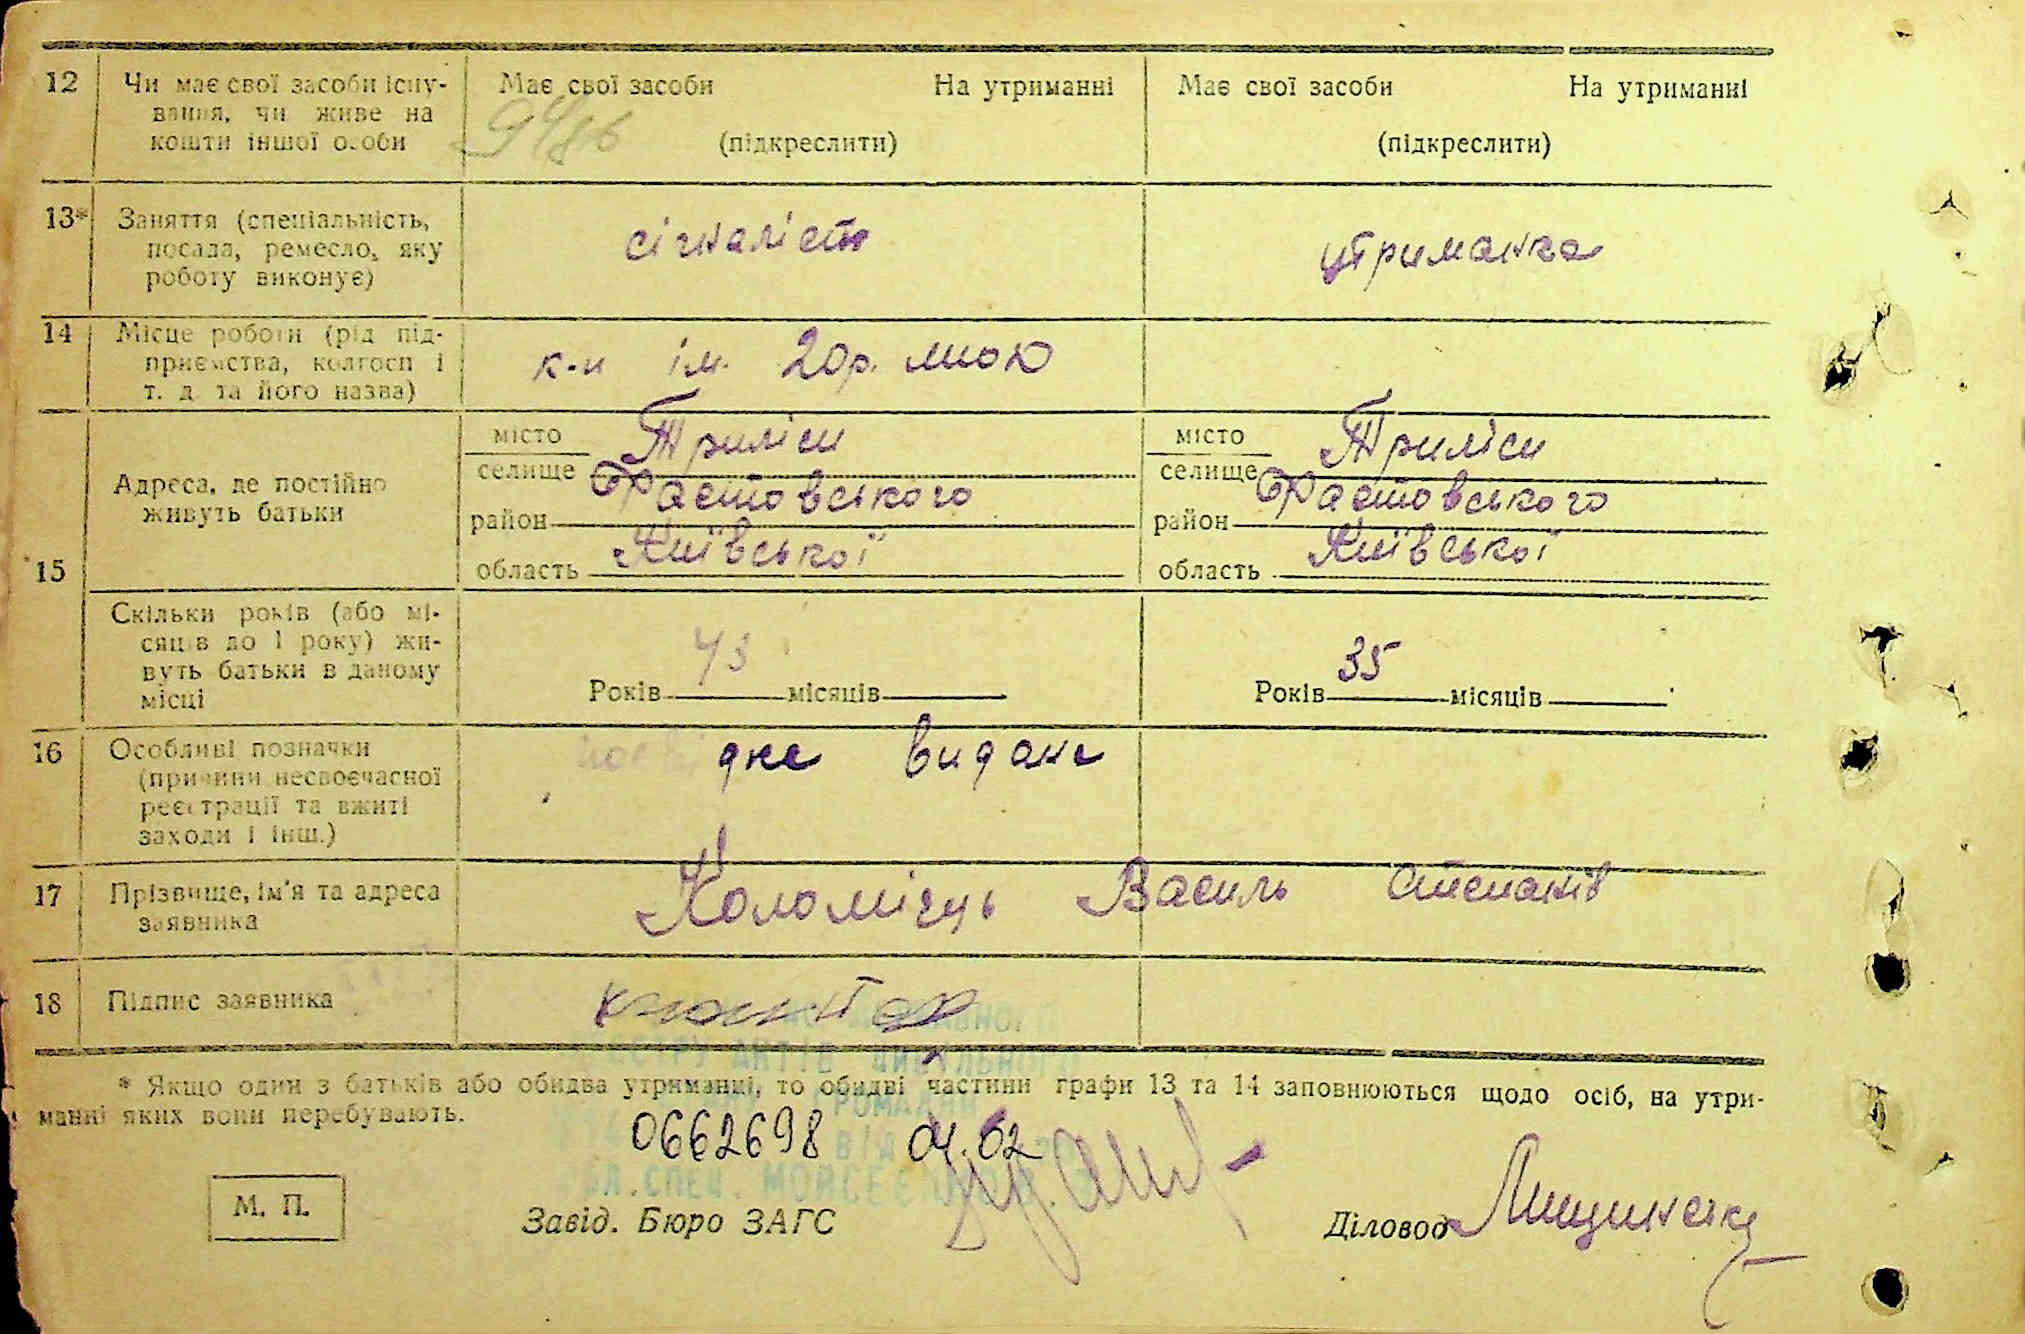 12 Чи має свої засоби існу- Має свої засоби На утриманні Має свої засоби На утриманні
вання, чи живе на
кошти іншої особи (підкреслити) (підкреслити)
13* Заняття (спеціальність, сігналіст утриманка
посада, ремесло, яку
роботу виконує)
14 Місце роботи (рід під-
приємства, колгосп і к-п ім. 20р. МЮД
т. д. та його назва)
місто Триліси місто Триліси
Адреса, де постійно селище селище
живуть батьки район Фастовського район Фастовського
15 область Київської область Київської
Скільки років (або мі-
сяців до 1 року) жи-
вуть батьки в даному Років 43 місяців Років 35 місяців
місці
16 Особливі позначки дне видане
(причини несвоєчасної
реєстрації та вжиті
заходи і інш.)
17 Прізвище, ім'я та адреса Коломієць Василь Степанів
заявника
18 Підпис заявника
* Якщо один з батьків або обидва утриманці, то обидві частини графи 13 та 14 заповнюються щодо осіб, на утри-
манні яких вони перебувають.
0662698 04.02
М. П. Завід. Бюро ЗАГС Діловод